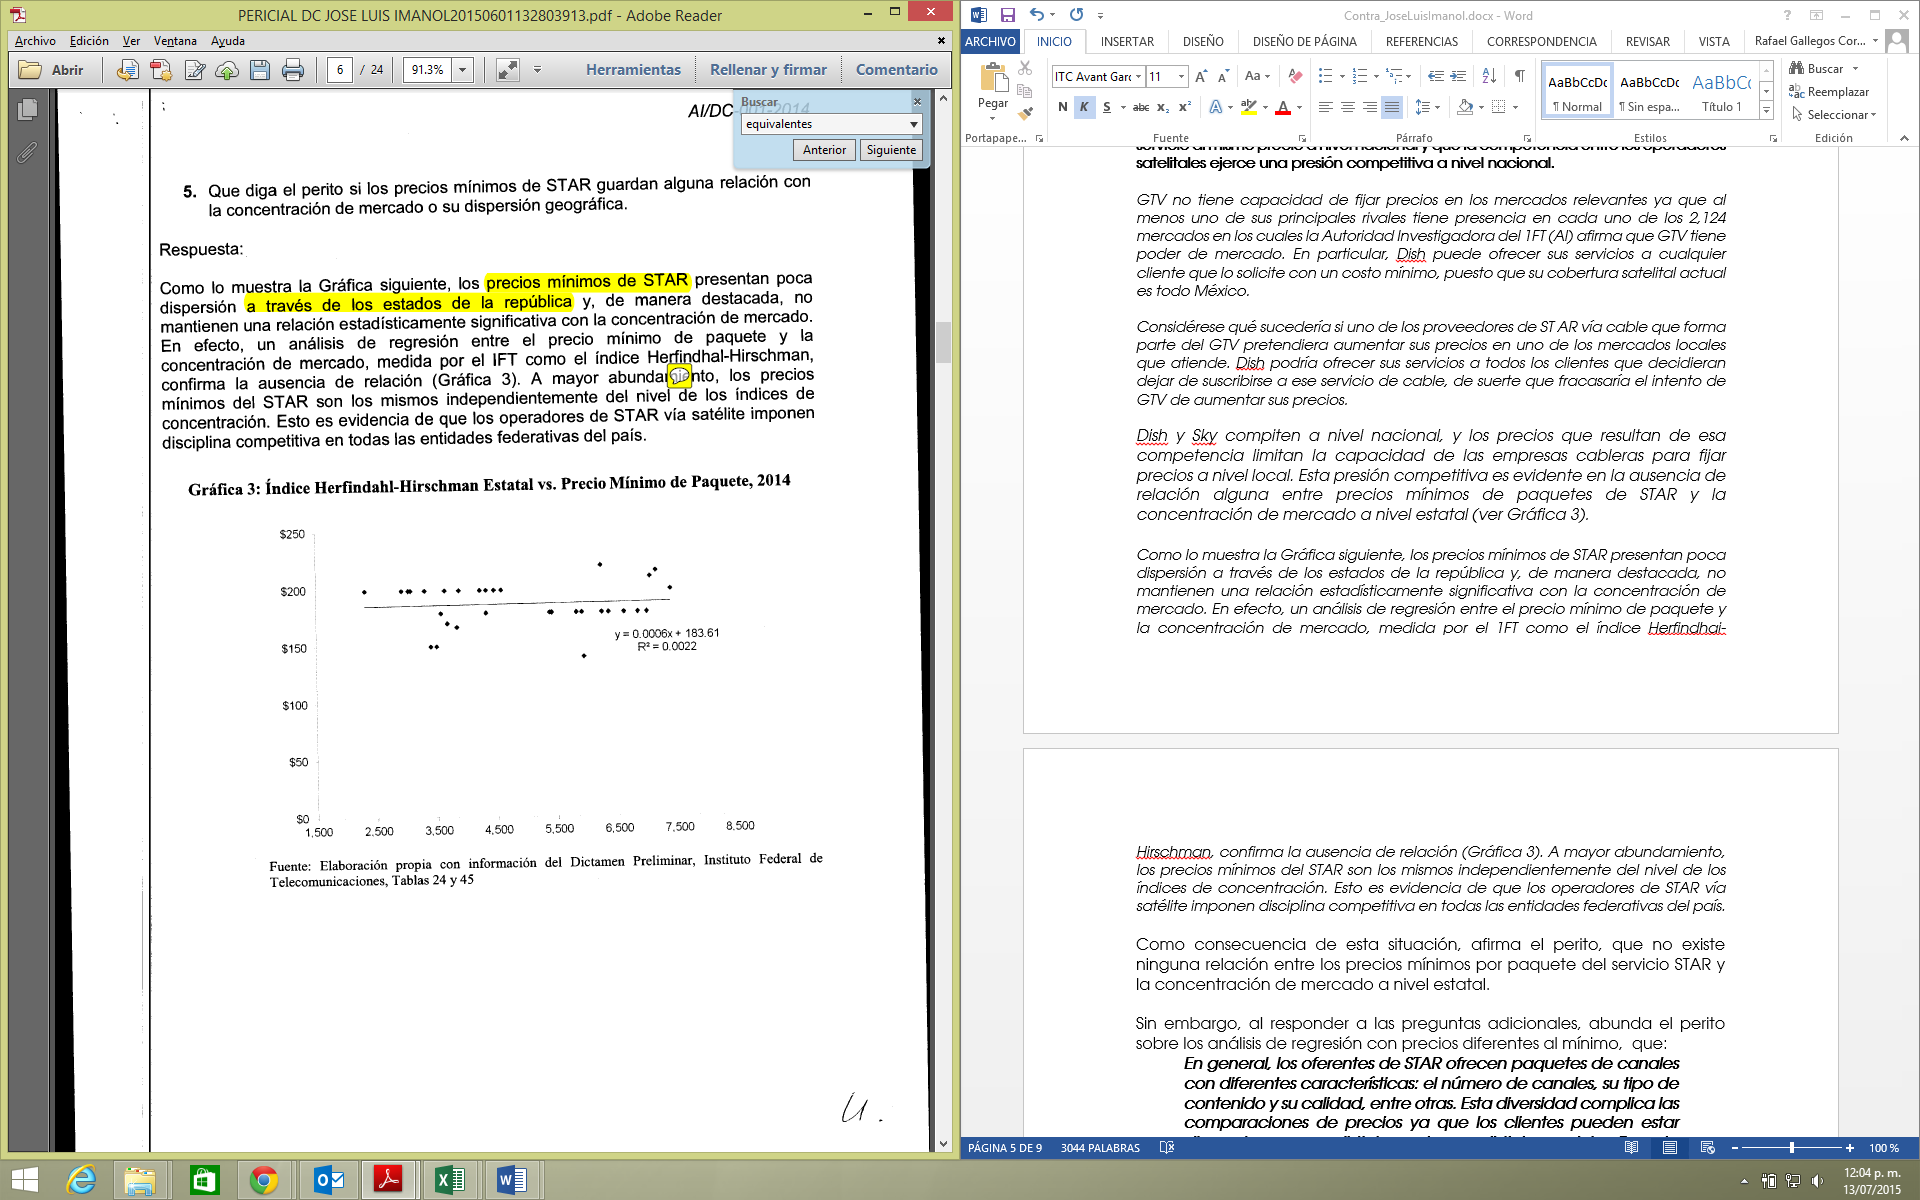 PERICIAL DC JOSE LUIS IMANOL20150601132803913.pdf - Adobe Reader
Archivo Edición Ver Ventana Ayuda
Abrir 6 / 24 91.3% Herramientas Rellenar y firmar Comentario
Buscar
equivalentes
Anterior Siguiente
AI/DC-001-2014
5. Que diga el perito si los precios mínimos de STAR guardan alguna relación con
la concentración de mercado o su dispersión geográfica.
Respuesta:
Como lo muestra la Gráfica siguiente, los precios mínimos de STAR presentan poca
dispersión a través de los estados de la república y, de manera destacada, no
mantienen una relación estadísticamente significativa con la concentración de mercado.
En efecto, un análisis de regresión entre el precio mínimo de paquete y la
concentración de mercado, medida por el IFT como el índice Herfindhal-Hirschman,
confirma la ausencia de relación (Gráfica 3). A mayor abundamiento, los precios
mínimos del STAR son los mismos independientemente del nivel de los índices de
concentración. Esto es evidencia de que los operadores de STAR vía satélite imponen
disciplina competitiva en todas las entidades federativas del país.
Gráfica 3: Índice Herfindahl-Hirschman Estatal vs. Precio Mínimo de Paquete, 2014
$250
$200
$150
$100
$50
$0
y = 0.0006x + 183.61
R² = 0.0022
1,500 2,500 3,500 4,500 5,500 6,500 7,500 8,500
Fuente: Elaboración propia con información del Dictamen Preliminar, Instituto Federal de
Telecomunicaciones, Tablas 24 y 45
Contra_JoseLuisImanol.docx - Word
ARCHIVO INICIO INSERTAR DISEÑO DISEÑO DE PÁGINA REFERENCIAS CORRESPONDENCIA REVISAR VISTA Rafael Gallegos Cor...
Pegar
ITC Avant Garc 11
N K S abc x₂ x² A A
Aa
AaBbCcDc AaBbCcDc AaBbC
¶ Normal ¶ Sin espa... Título 1
Buscar
Reemplazar
Seleccionar
Portapape... Fuente Párrafo Estilos Edición
servicio al mismo precio a nivel nacional y que la competencia entre los operadores
satelitales ejerce una presión competitiva a nivel nacional.
GTV no tiene capacidad de fijar precios en los mercados relevantes ya que al
menos uno de sus principales rivales tiene presencia en cada uno de los 2,124
mercados en los cuales la Autoridad Investigadora del 1FT (AI) afirma que GTV tiene
poder de mercado. En particular, Dish puede ofrecer sus servicios a cualquier
cliente que lo solicite con un costo mínimo, puesto que su cobertura satelital actual
es todo México.
Considérese qué sucedería si uno de los proveedores de ST AR vía cable que forma
parte del GTV pretendiera aumentar sus precios en uno de los mercados locales
que atiende. Dish podría ofrecer sus servicios a todos los clientes que decidieran
dejar de suscribirse a ese servicio de cable, de suerte que fracasaría el intento de
GTV de aumentar sus precios.
Dish y Sky compiten a nivel nacional, y los precios que resultan de esa
competencia limitan la capacidad de las empresas cableras para fijar
precios a nivel local. Esta presión competitiva es evidente en la ausencia de
relación alguna entre precios mínimos de paquetes de STAR y la
concentración de mercado a nivel estatal (ver Gráfica 3).
Como lo muestra la Gráfica siguiente, los precios mínimos de STAR presentan poca
dispersión a través de los estados de la república y, de manera destacada, no
mantienen una relación estadísticamente significativa con la concentración de
mercado. En efecto, un análisis de regresión entre el precio mínimo de paquete y
la concentración de mercado, medida por el 1FT como el índice Herfindhai-
Hirschman, confirma la ausencia de relación (Gráfica 3). A mayor abundamiento,
los precios mínimos del STAR son los mismos independientemente del nivel de los
índices de concentración. Esto es evidencia de que los operadores de STAR vía
satélite imponen disciplina competitiva en todas las entidades federativas del país.
Como consecuencia de esta situación, afirma el perito, que no existe
ninguna relación entre los precios mínimos por paquete del servicio STAR y
la concentración de mercado a nivel estatal.
Sin embargo, al responder a las preguntas adicionales, abunda el perito
sobre los análisis de regresión con precios diferentes al mínimo, que:
En general, los oferentes de STAR ofrecen paquetes de canales
con diferentes características: el número de canales, su tipo de
contenido y su calidad, entre otras. Esta diversidad complica las
comparaciones de precios ya que los clientes pueden estar
PÁGINA 5 DE 9 3044 PALABRAS 100 %
12:04 p. m.
13/07/2015